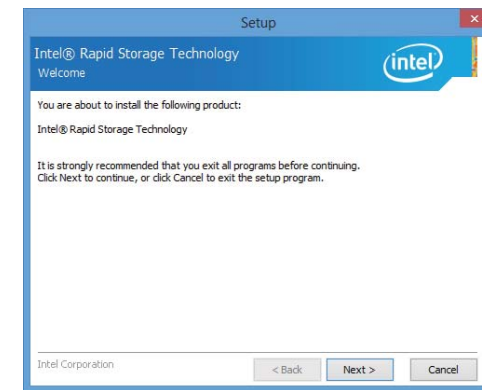 Setup
Intel® Rapid Storage Technology
Welcome
intel
You are about to install the following product:
Intel® Rapid Storage Technology
It is strongly recommended that you exit all programs before continuing.
Click Next to continue, or click Cancel to exit the setup program.
Intel Corporation
< Back Next > Cancel